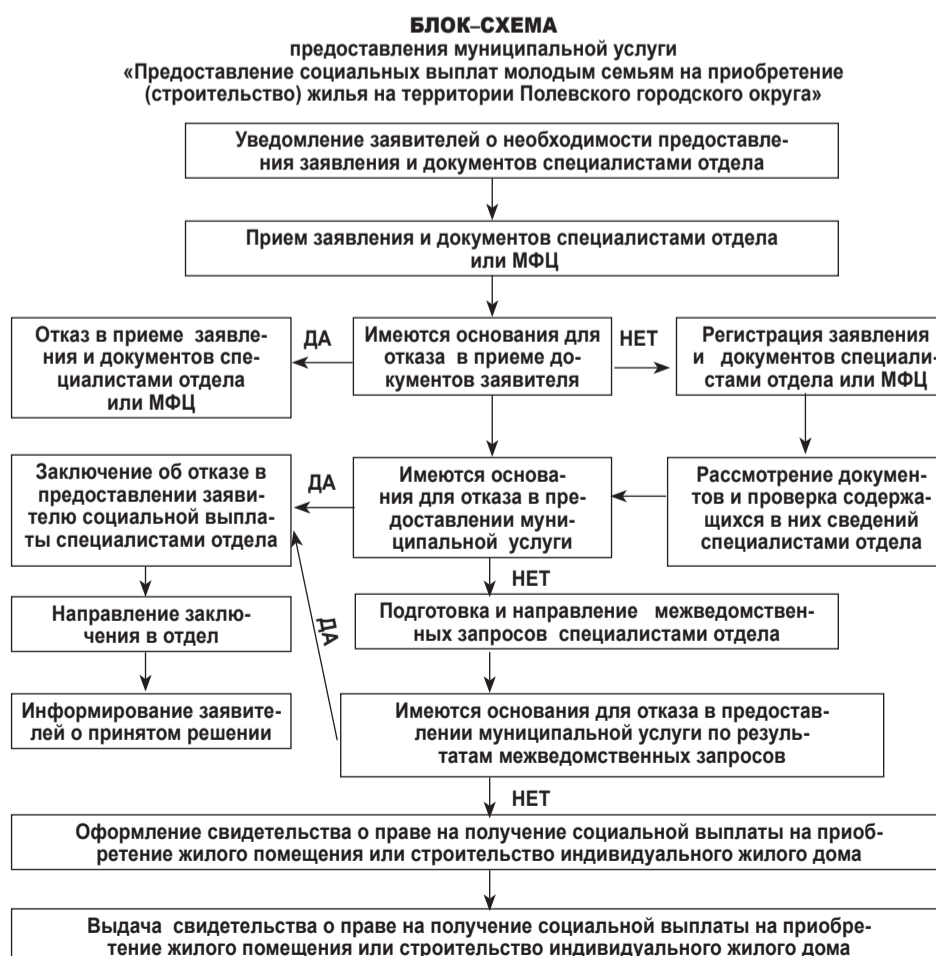 БЛОК–СХЕМА
предоставления муниципальной услуги
«Предоставление социальных выплат молодым семьям на приобретение
(строительство) жилья на территории Полевского городского округа»
Уведомление заявителей о необходимости предоставле-
ния заявления и документов специалистами отдела
Прием заявления и документов специалистами отдела
или МФЦ
Отказ в приеме заявле-
ния и документов спе-
циалистами отдела
или МФЦ
ДА
Имеются основания для
отказа в приеме до-
кументов заявителя
НЕТ
Регистрация заявления
и документов специали-
стами отдела или МФЦ
Заключение об отказе в
предоставлении заяви-
телю социальной выпла-
ты специалистами отдела
ДА
Имеются основа-
ния для отказа в пре-
доставлении муни-
ципальной услуги
Рассмотрение докумен-
тов и проверка содержа-
щихся в них сведений
специалистами отдела
НЕТ
Направление заклю-
чения в отдел
ДА
Подготовка и направление межведомствен-
ных запросов специалистами отдела
Информирование заявите-
лей о принятом решении
Имеются основания для отказа в предостав-
лении муниципальной услуги по резуль-
татам межведомственных запросов
НЕТ
Оформление свидетельства о праве на получение социальной выплаты на приоб-
ретение жилого помещения или строительство индивидуального жилого дома
Выдача свидетельства о праве на получение социальной выплаты на приобре-
тение жилого помещения или строительство индивидуального жилого дома